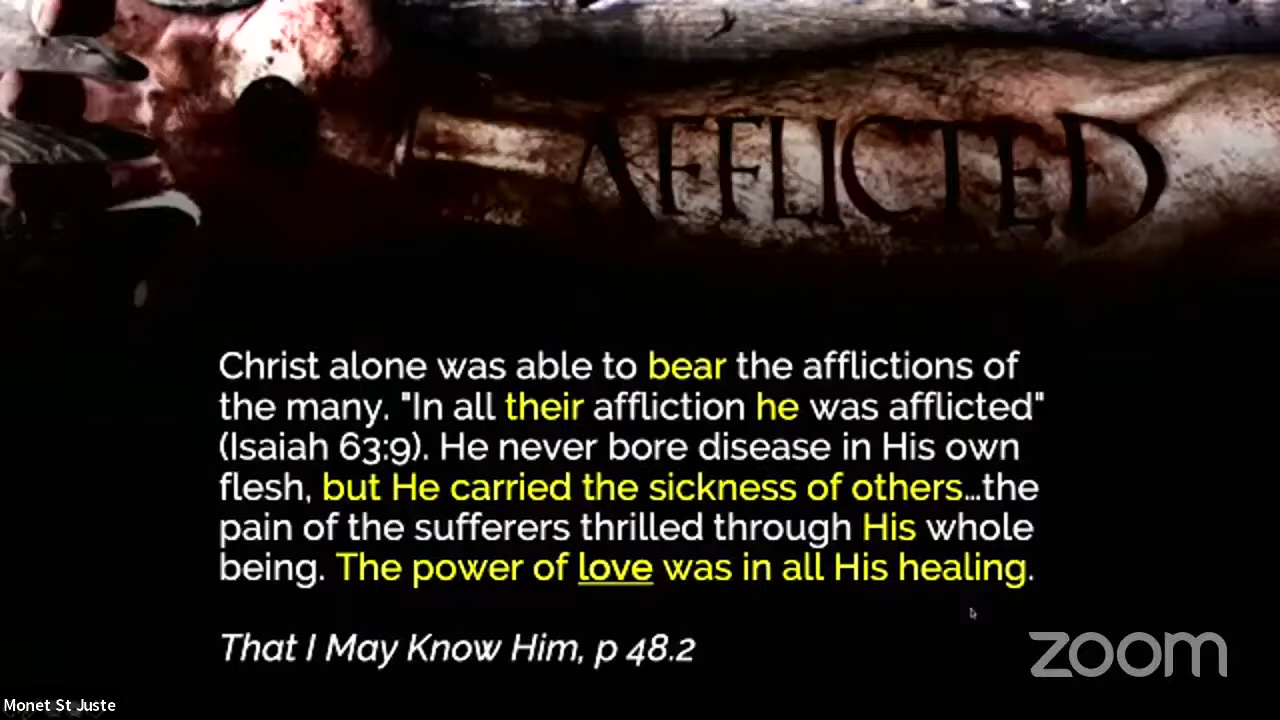 AFFLICTED
Christ alone was able to bear the afflictions of
the many. "In all their affliction he was afflicted"
(Isaiah 63:9). He never bore disease in His own
flesh, but He carried the sickness of others…the
pain of the sufferers thrilled through His whole
being. The power of love was in all His healing.
That I May Know Him, p 48.2
zoom
Monet St Juste